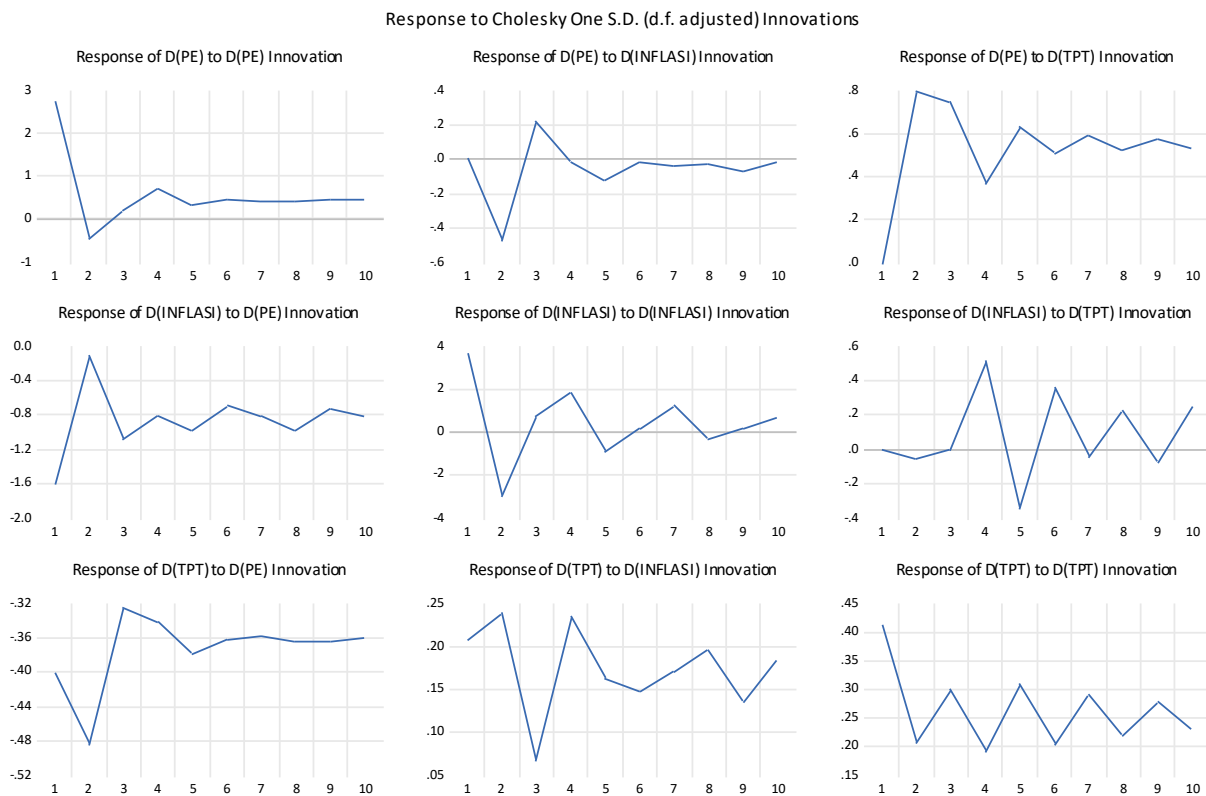 Response to Cholesky One S.D. (d.f. adjusted) Innovations
Response of D(PE) to D(PE) Innovation
3
2
1
0
-1
1 2 3 4 5 6 7 8 9 10
Response of D(PE) to D(INFLASI) Innovation
.4
.2
.0
-.2
-.4
-.6
1 2 3 4 5 6 7 8 9 10
Response of D(PE) to D(TPT) Innovation
.8
.6
.4
.2
.0
1 2 3 4 5 6 7 8 9 10
Response of D(INFLASI) to D(PE) Innovation
0.0
-0.4
-0.8
-1.2
-1.6
-2.0
1 2 3 4 5 6 7 8 9 10
Response of D(INFLASI) to D(INFLASI) Innovation
4
2
0
-2
-4
1 2 3 4 5 6 7 8 9 10
Response of D(INFLASI) to D(TPT) Innovation
.6
.4
.2
.0
-.2
-.4
1 2 3 4 5 6 7 8 9 10
Response of D(TPT) to D(PE) Innovation
-.32
-.36
-.40
-.44
-.48
-.52
1 2 3 4 5 6 7 8 9 10
Response of D(TPT) to D(INFLASI) Innovation
.25
.20
.15
.10
.05
1 2 3 4 5 6 7 8 9 10
Response of D(TPT) to D(TPT) Innovation
.45
.40
.35
.30
.25
.20
.15
1 2 3 4 5 6 7 8 9 10